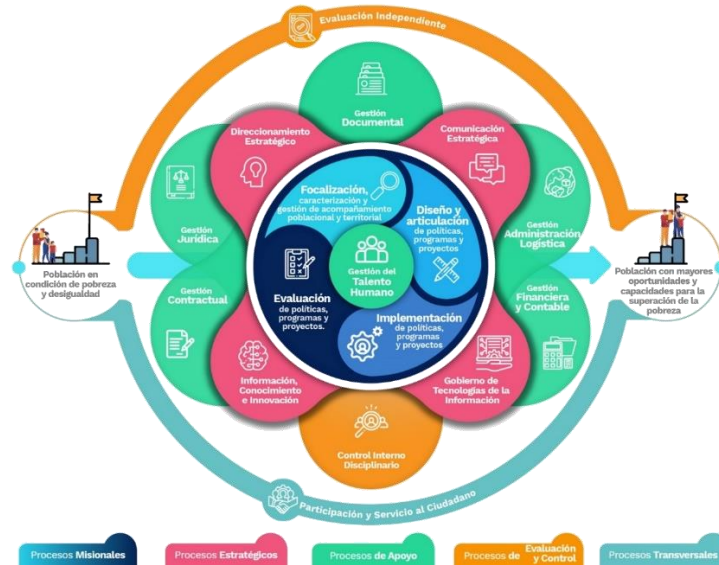 Evaluación Independiente
Gestión
Documental
Direccionamiento
Estratégico
Comunicación
Estratégica
Gestión
Jurídica
Focalización,
caracterización y
gestión de acompañamiento
poblacional y territorial
Diseño y
articulación
de políticas,
programas y
proyectos
Gestión
Administración
Logística
Población en
condición de pobreza
y desigualdad
Gestión del
Talento
Humano
Población con mayores
oportunidades y
capacidades para la
superación de la
pobreza
Gestión
Contractual
Evaluación
de políticas,
programas y
proyectos.
Implementación
de políticas,
programas
y proyectos
Gestión
Financiera
y Contable
Información,
Conocimiento
e Innovación
Gobierno de
Tecnologías de la
Información
Control Interno
Disciplinario
Participación y Servicio al Ciudadano
Procesos Misionales
Procesos Estratégicos
Procesos de Apoyo
Procesos de Evaluación
y Control
Procesos Transversales